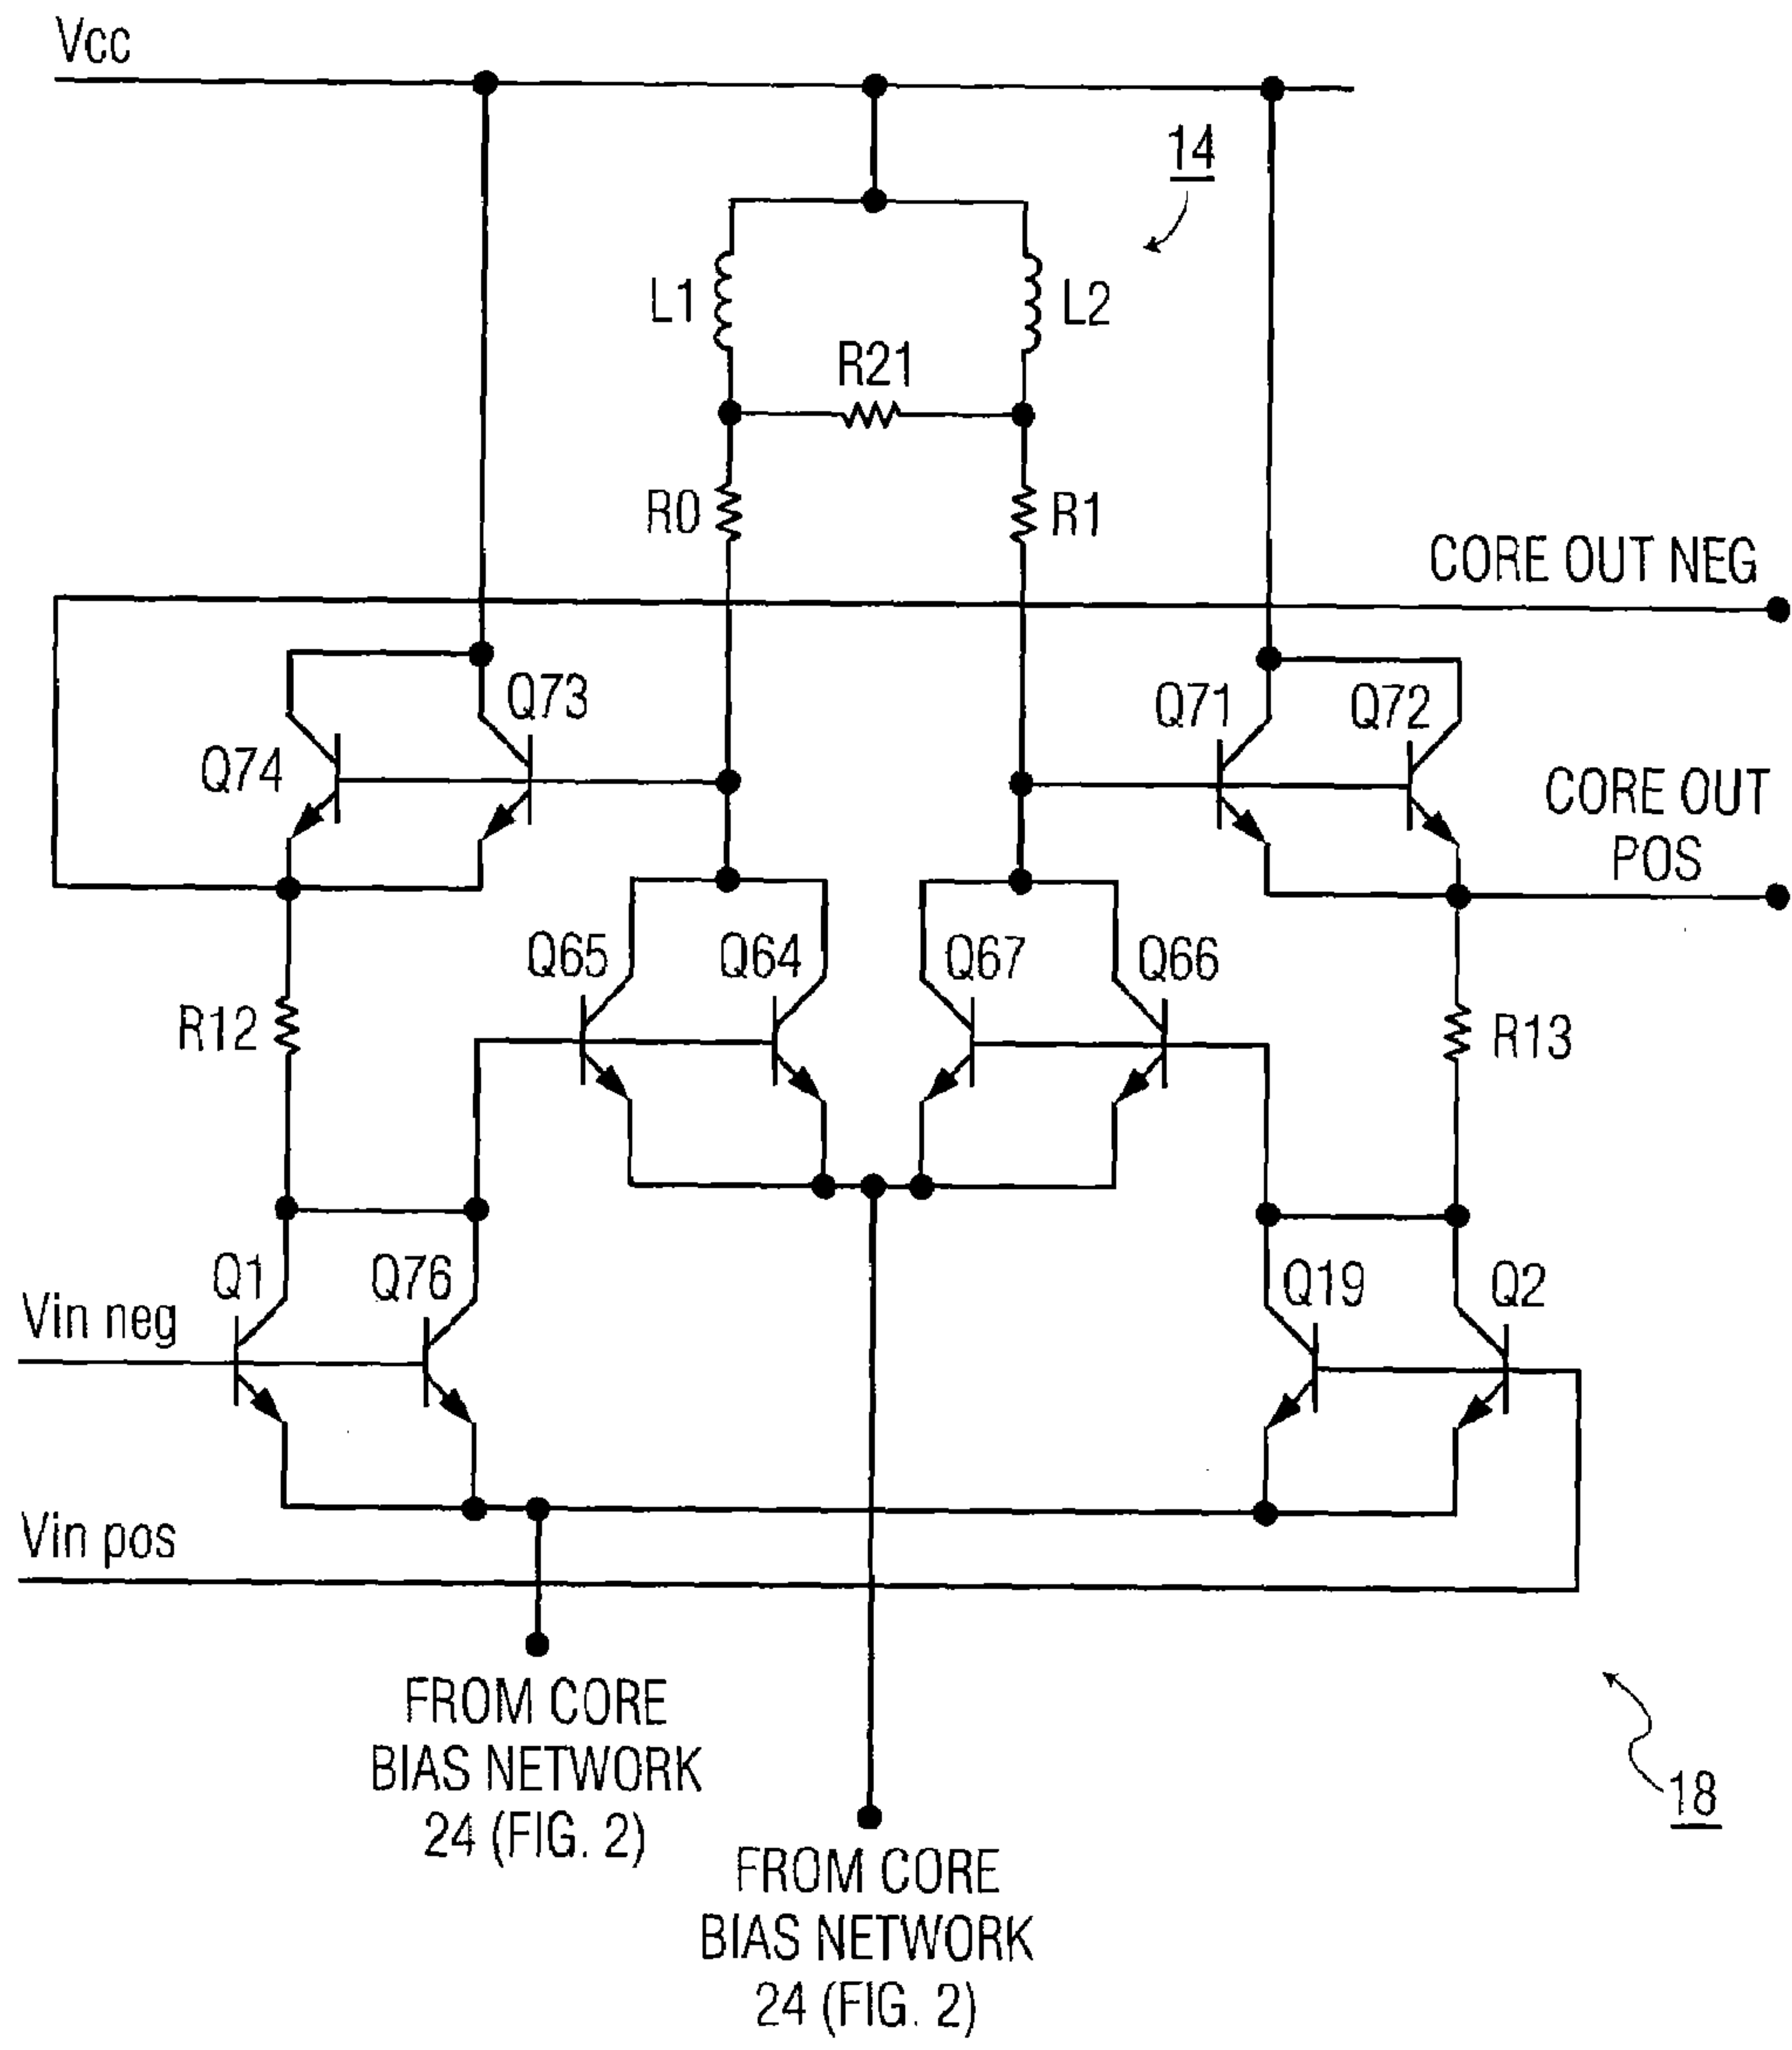 Vcc
14
L1
L2
R21
R0
R1
CORE OUT NEG
Q73
Q71
Q72
Q74
CORE OUT
POS
Q65
Q64
Q67
Q66
R12
R13
Q1
Q76
Q19
Q2
Vin neg
Vin pos
FROM CORE
BIAS NETWORK
24 (FIG. 2)
18
FROM CORE
BIAS NETWORK
24 (FIG. 2)